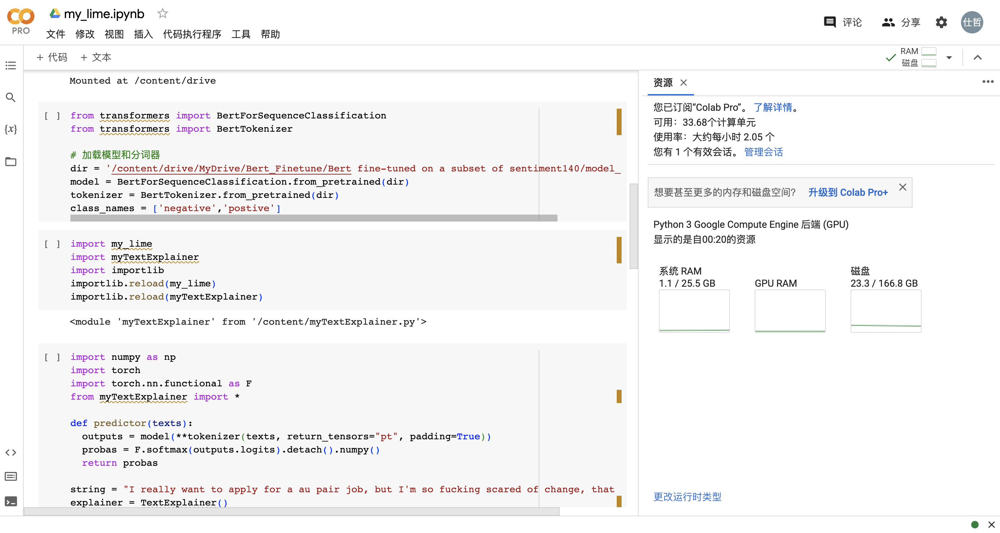 my_lime.ipynb
PRO
文件 修改 视图 插入 代码执行程序 工具 帮助
评论 分享 仕哲
+ 代码 + 文本
RAM
磁盘
Mounted at /content/drive
[ ] from transformers import BertForSequenceClassification
from transformers import BertTokenizer
# 加载模型和分词器
dir = '/content/drive/MyDrive/Bert_Finetune/Bert fine-tuned on a subset of sentiment140/model_
model = BertForSequenceClassification.from_pretrained(dir)
tokenizer = BertTokenizer.from_pretrained(dir)
class_names = ['negative','postive']
[ ] import my_lime
import myTextExplainer
import importlib
importlib.reload(my_lime)
importlib.reload(myTextExplainer)
<module 'myTextExplainer' from '/content/myTextExplainer.py'>
[ ] import numpy as np
import torch
import torch.nn.functional as F
from myTextExplainer import *
def predictor(texts):
outputs = model(**tokenizer(texts, return_tensors="pt", padding=True))
probas = F.softmax(outputs.logits).detach().numpy()
return probas
string = "I really want to apply for a au pair job, but I'm so fucking scared of change, that
explainer = TextExplainer()
资源
您已订阅“Colab Pro”。 了解详情。
可用：33.68个计算单元
使用率：大约每小时 2.05 个
您有 1 个有效会话。 管理会话
想要甚至更多的内存和磁盘空间? 升级到 Colab Pro+
Python 3 Google Compute Engine 后端 (GPU)
显示的是自00:20的资源
系统 RAM
1.1 / 25.5 GB
GPU RAM
磁盘
23.3 / 166.8 GB
更改运行时类型